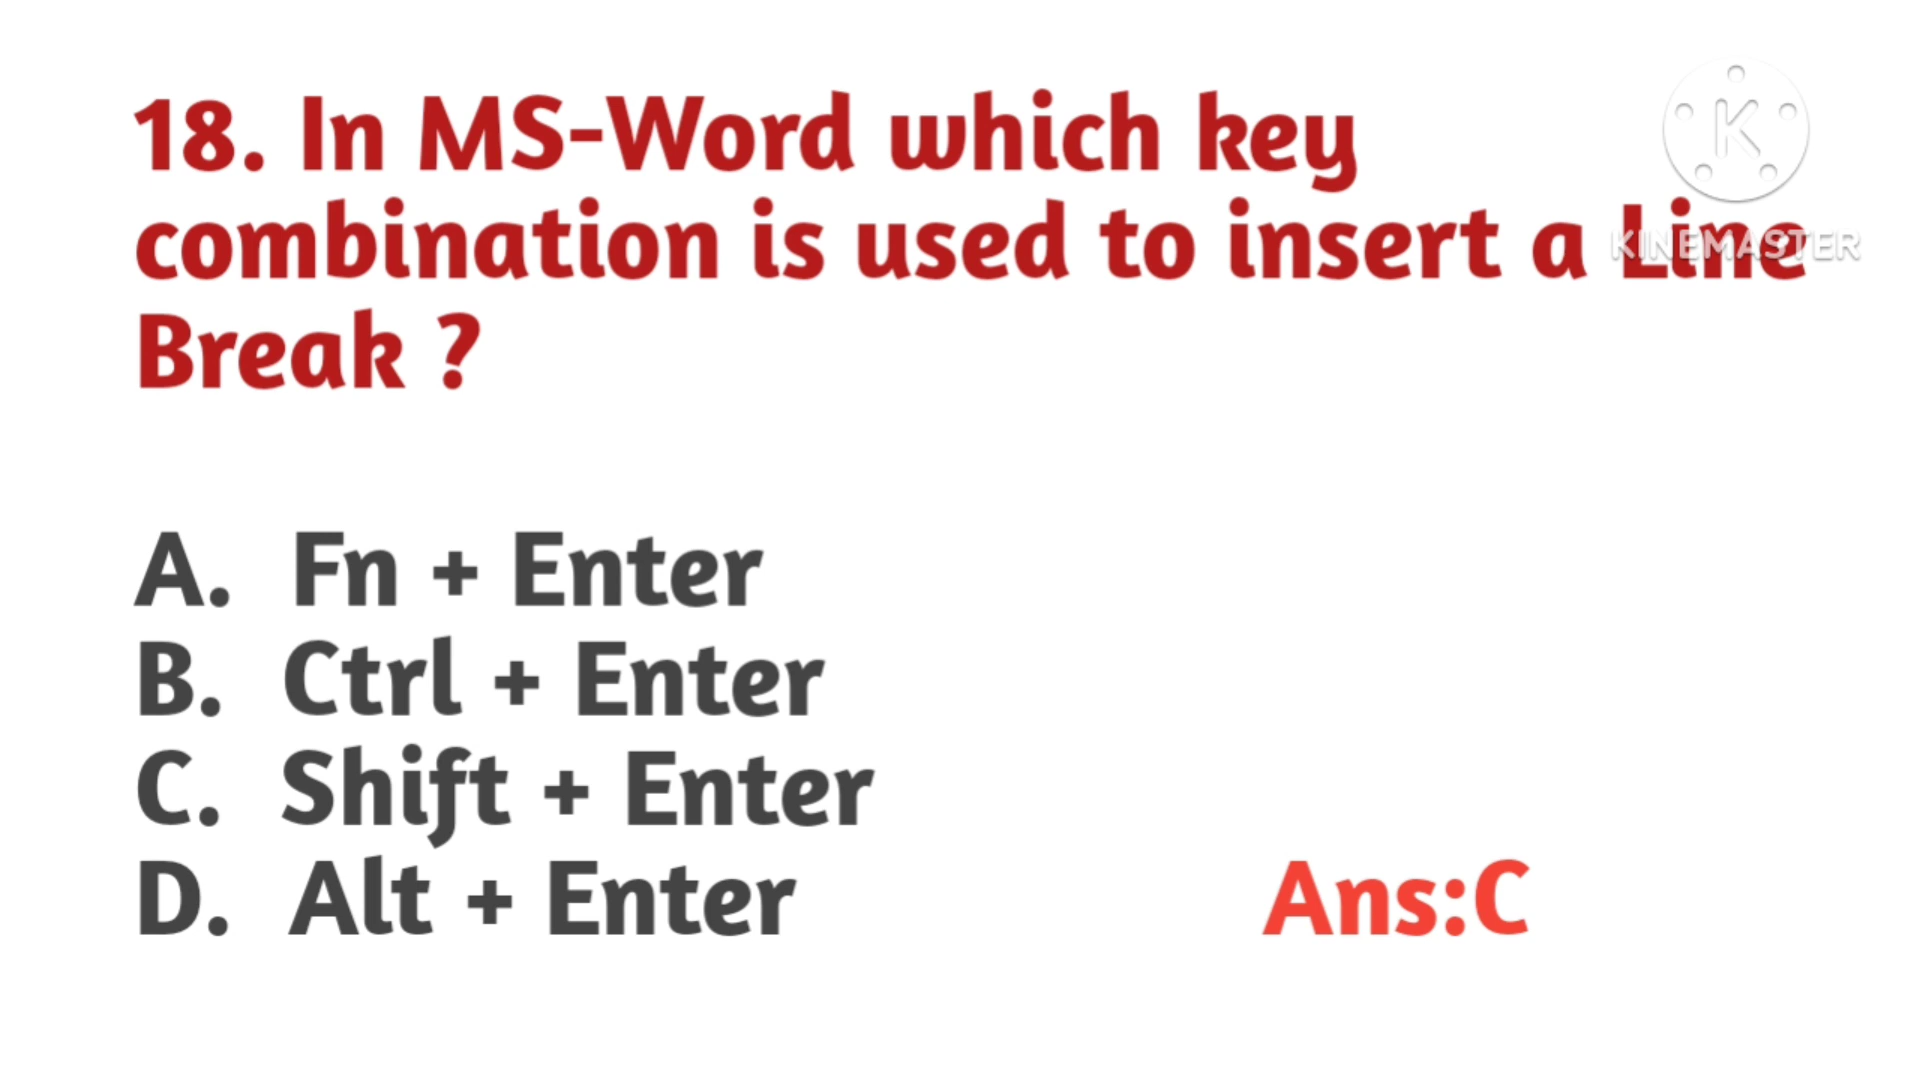 18. In MS-Word which key
combination is used to insert a Line
Break ?
A. Fn + Enter
B. Ctrl + Enter
C. Shift + Enter
D. Alt + Enter
Ans:C
K
KINEMASTER